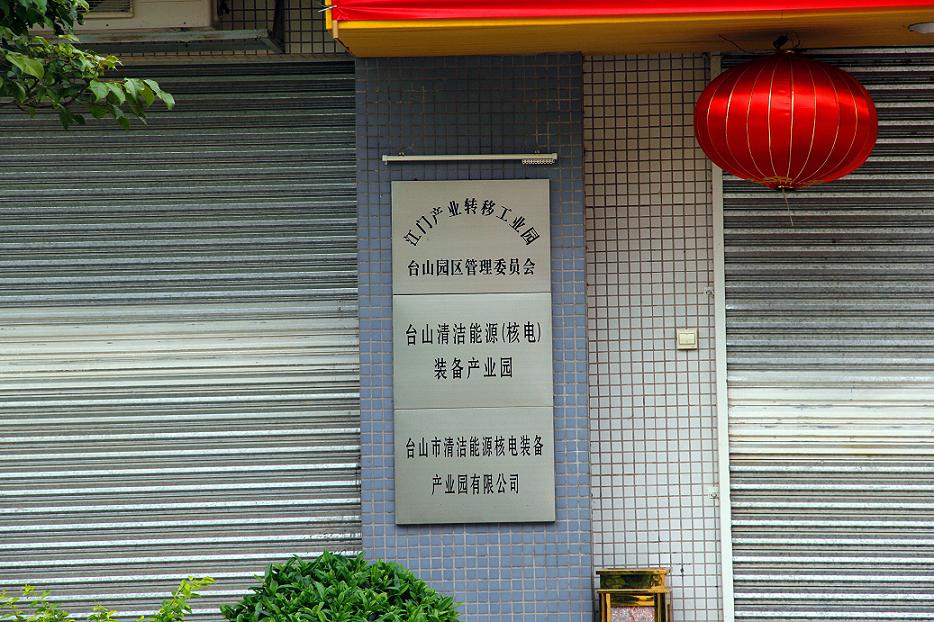 江门产业转移工业园
台山园区管理委员会
台山清洁能源(核电)
装备产业园
台山市清洁能源核电装备
产业园有限公司